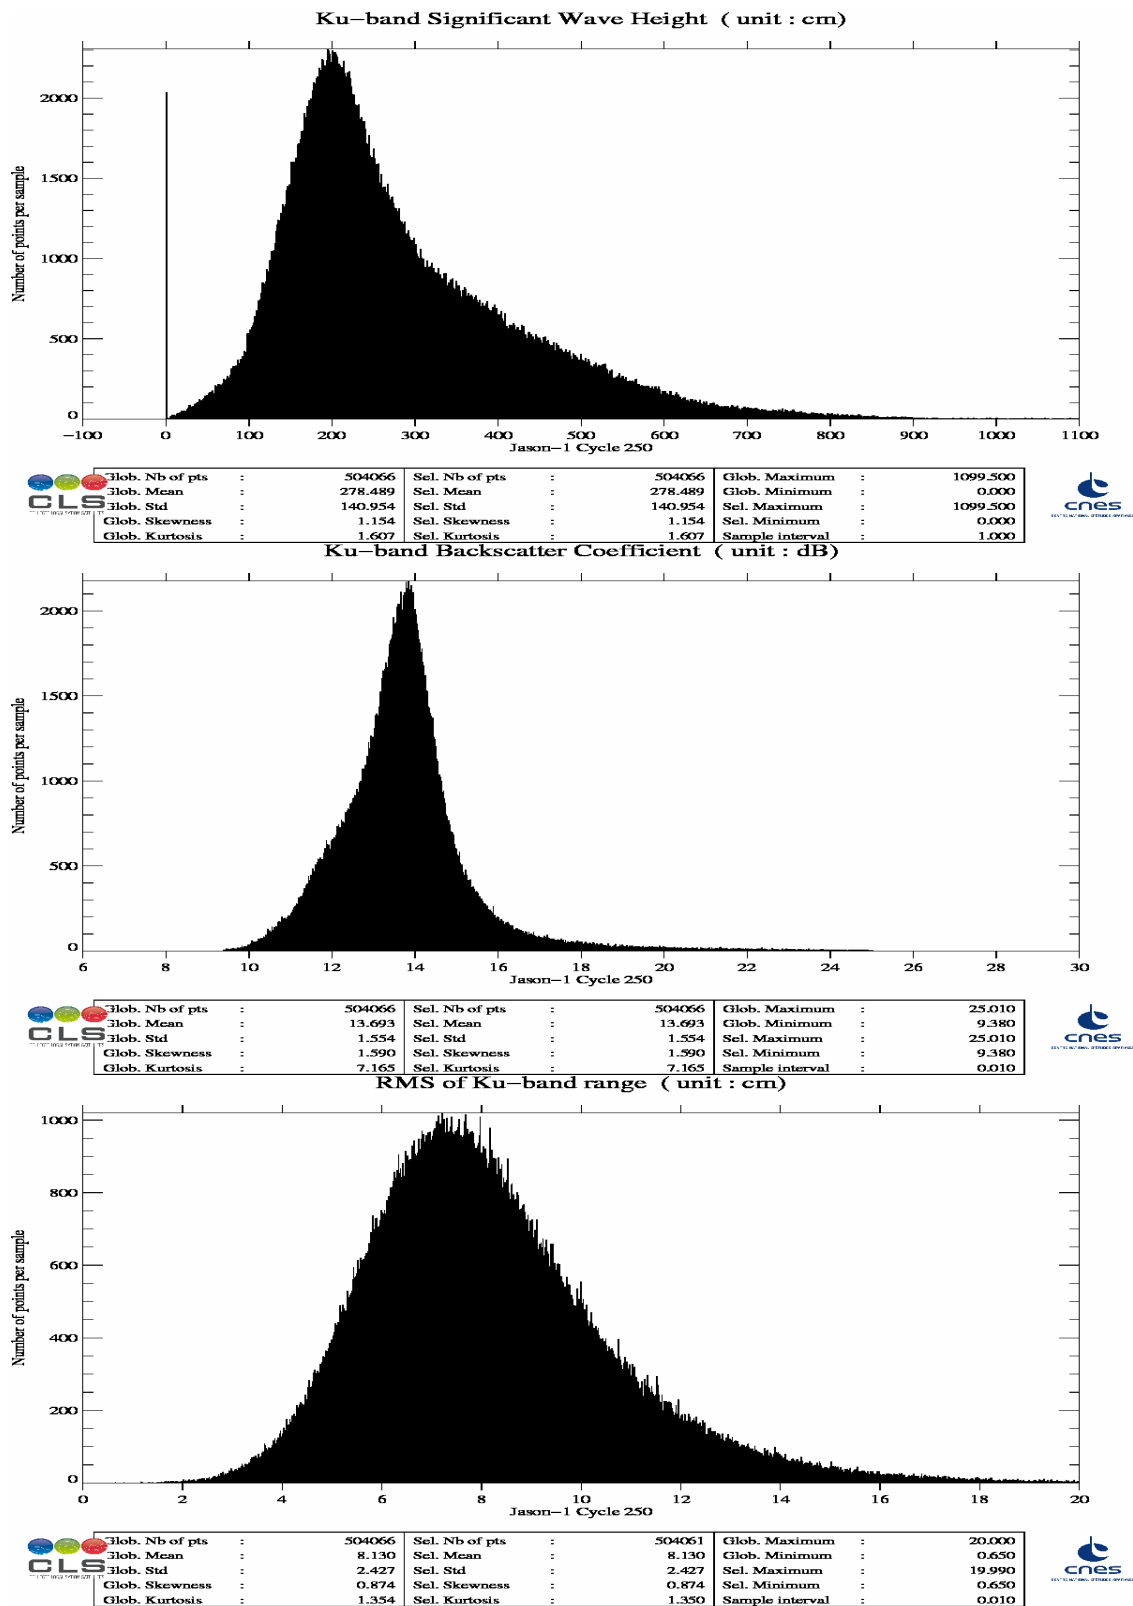 Ku-band Significant Wave Height ( unit : cm)
2000
1500
1000
500
0
Number of points per sample
-100 0 100 200 300 400 500 600 700 800 900 1000 1100
Jason-1 Cycle 250
Glob. Nb of pts : 504066 Sel. Nb of pts : 504066 Glob. Maximum : 1099.500
Glob. Mean : 278.489 Sel. Mean : 278.489 Glob. Minimum : 0.000
Glob. Std : 140.954 Sel. Std : 140.954 Sel. Maximum : 1099.500
Glob. Skewness : 1.154 Sel. Skewness : 1.154 Sel. Minimum : 0.000
Glob. Kurtosis : 1.607 Sel. Kurtosis : 1.607 Sample interval : 1.000
CLS
cnes
Ku-band Backscatter Coefficient ( unit : dB)
2000
1500
1000
500
0
Number of points per sample
6 8 10 12 14 16 18 20 22 24 26 28 30
Jason-1 Cycle 250
Glob. Nb of pts : 504066 Sel. Nb of pts : 504066 Glob. Maximum : 25.010
Glob. Mean : 13.693 Sel. Mean : 13.693 Glob. Minimum : 9.380
Glob. Std : 1.554 Sel. Std : 1.554 Sel. Maximum : 25.010
Glob. Skewness : 1.590 Sel. Skewness : 1.590 Sel. Minimum : 9.380
Glob. Kurtosis : 7.165 Sel. Kurtosis : 7.165 Sample interval : 0.010
CLS
cnes
RMS of Ku-band range ( unit : cm)
1000
800
600
400
200
0
Number of points per sample
0 2 4 6 8 10 12 14 16 18 20
Jason-1 Cycle 250
Glob. Nb of pts : 504066 Sel. Nb of pts : 504061 Glob. Maximum : 20.000
Glob. Mean : 8.130 Sel. Mean : 8.130 Glob. Minimum : 0.650
Glob. Std : 2.427 Sel. Std : 2.427 Sel. Maximum : 19.990
Glob. Skewness : 0.874 Sel. Skewness : 0.874 Sel. Minimum : 0.650
Glob. Kurtosis : 1.354 Sel. Kurtosis : 1.350 Sample interval : 0.010
CLS
cnes